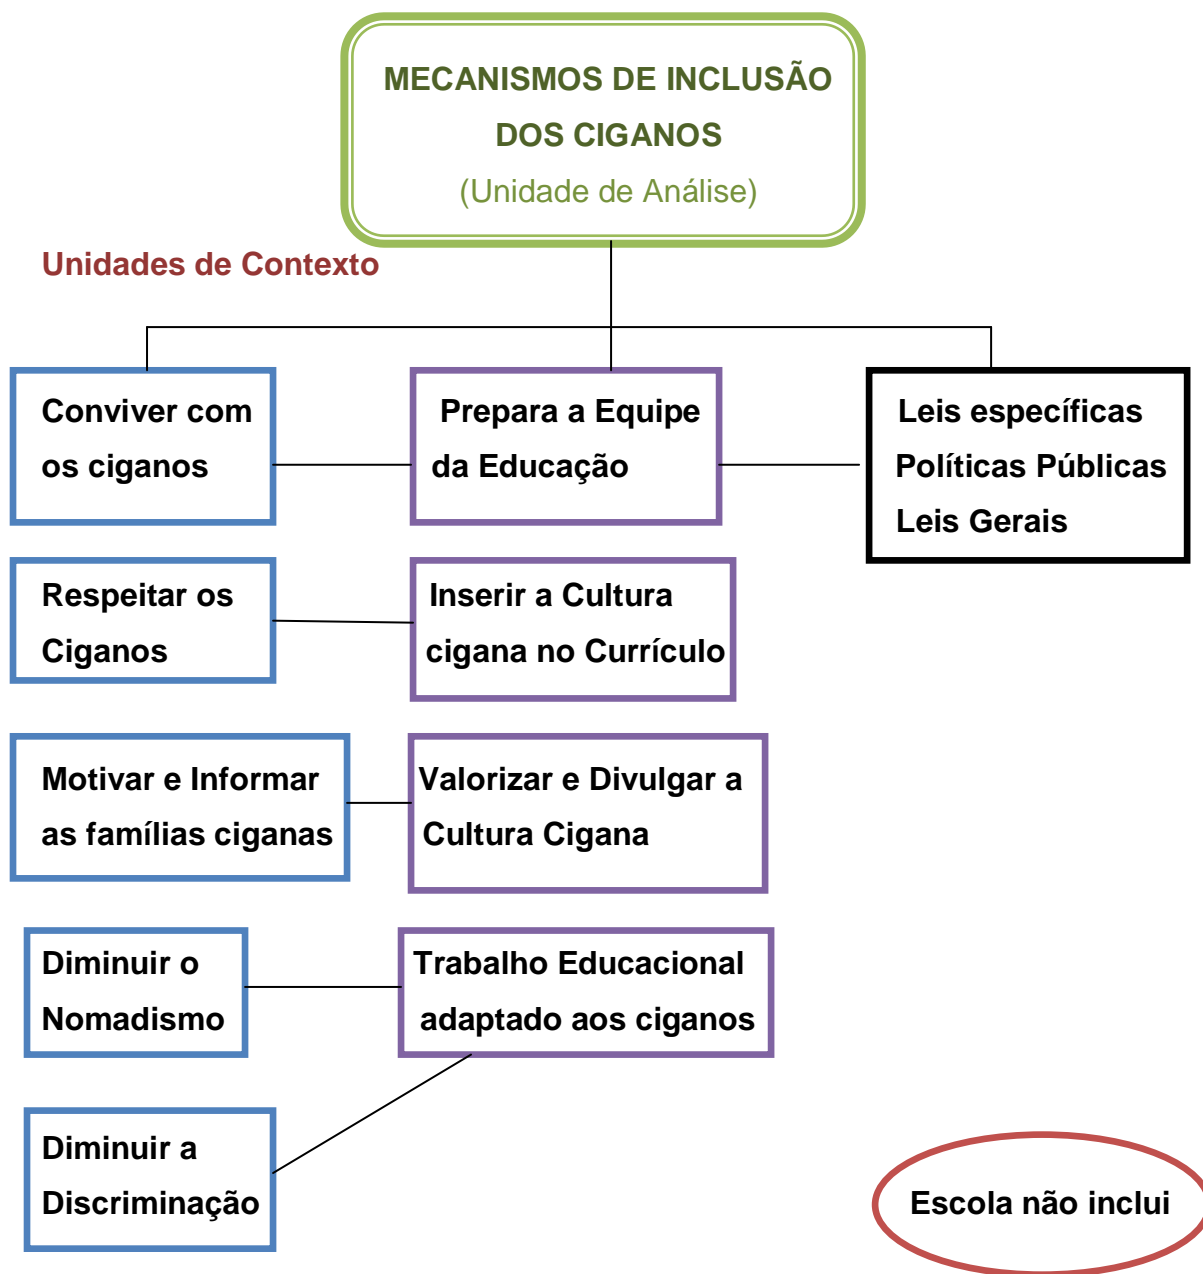 MECANISMOS DE INCLUSÃO
DOS CIGANOS
(Unidade de Análise)
Unidades de Contexto
Conviver com
os ciganos
Prepara a Equipe
da Educação
Leis específicas
Políticas Públicas
Leis Gerais
Respeitar os
Ciganos
Inserir a Cultura
cigana no Currículo
Motivar e Informar
as famílias ciganas
Valorizar e Divulgar a
Cultura Cigana
Diminuir o
Nomadismo
Trabalho Educacional
adaptado aos ciganos
Diminuir a
Discriminação
Escola não inclui